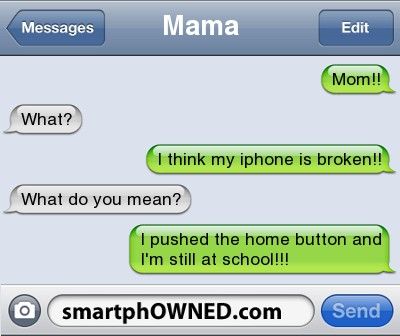 Messages Mama Edit
Mom!!
What?
I think my iphone is broken!!
What do you mean?
I pushed the home button and
I'm still at school!!!
smartphOWNED.com Send